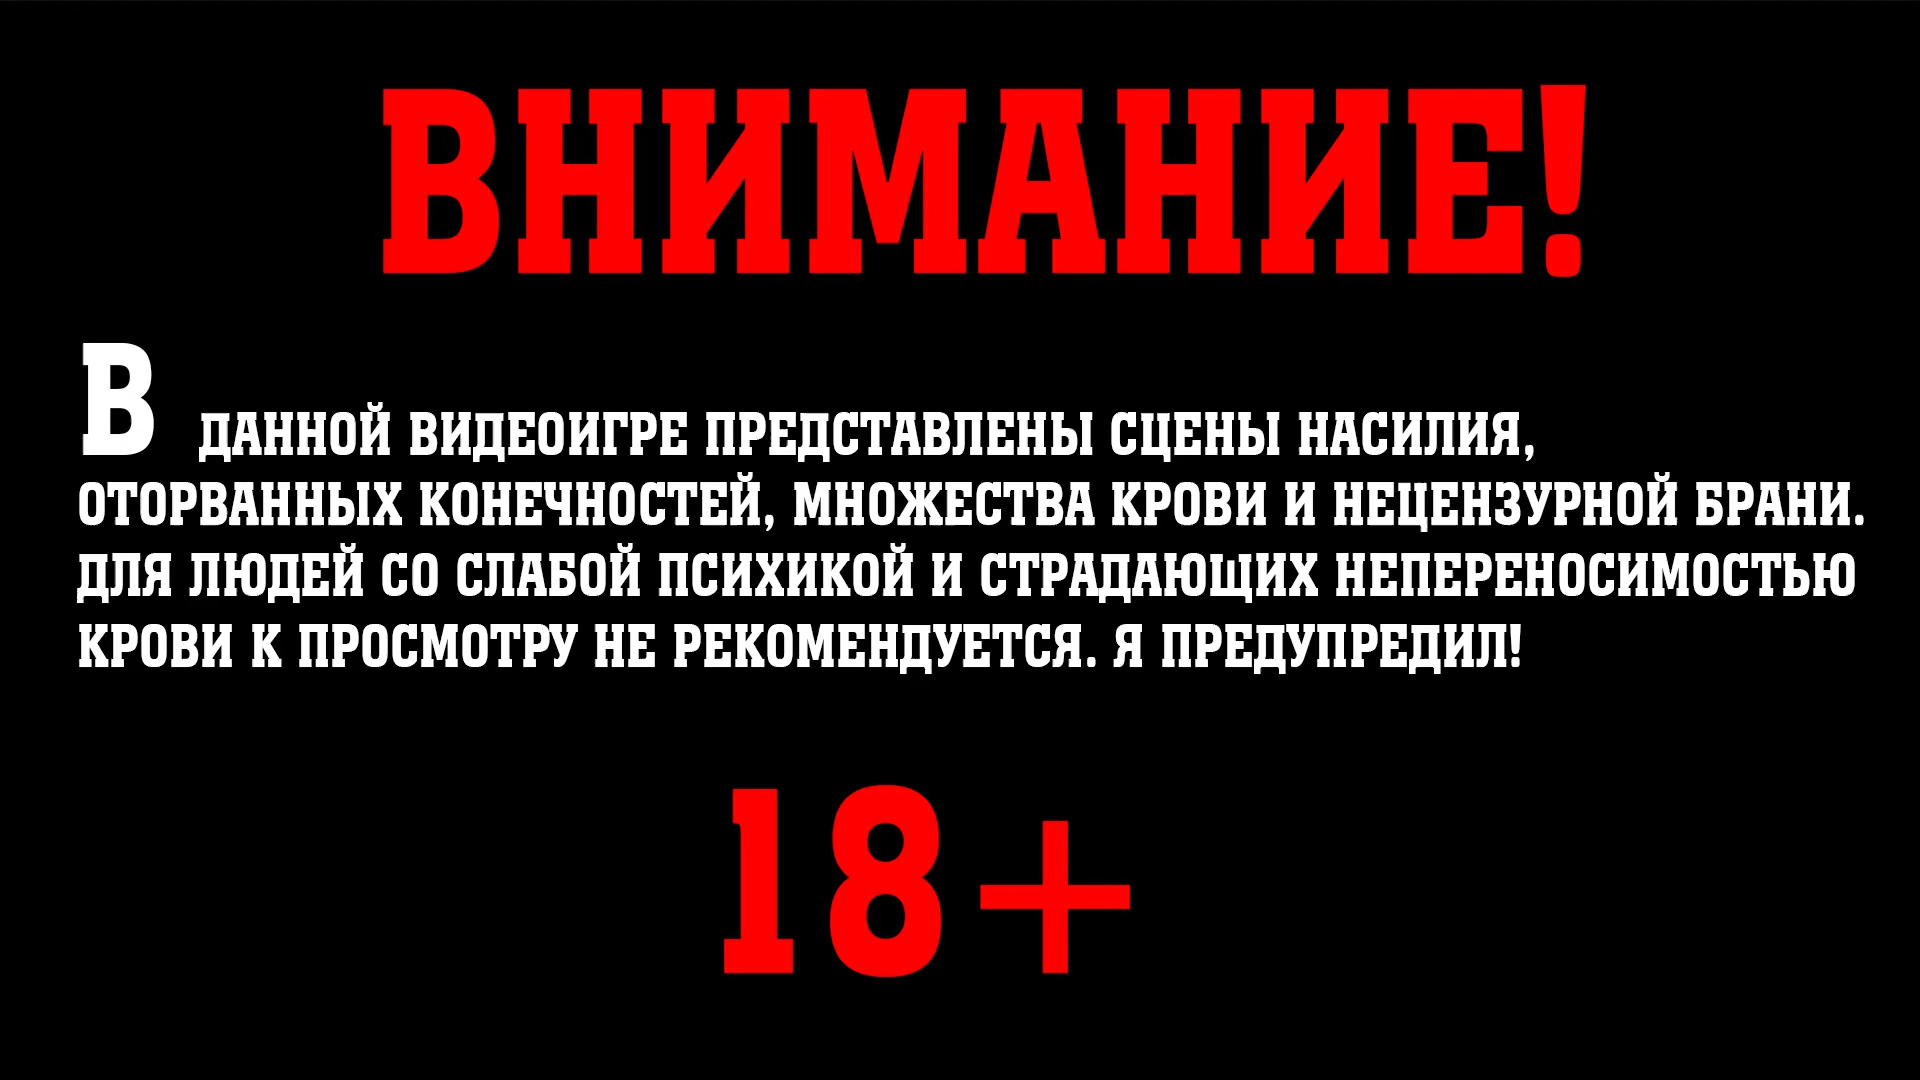 ВНИМАНИЕ!
В ДАННОЙ ВИДЕОИГРЕ ПРЕДСТАВЛЕНЫ СЦЕНЫ НАСИЛИЯ,
ОТОРВАННЫХ КОНЕЧНОСТЕЙ, МНОЖЕСТВА КРОВИ И НЕЦЕНЗУРНОЙ БРАНИ.
ДЛЯ ЛЮДЕЙ СО СЛАБОЙ ПСИХИКОЙ И СТРАДАЮЩИХ НЕПЕРЕНОСИМОСТЬЮ
КРОВИ К ПРОСМОТРУ НЕ РЕКОМЕНДУЕТСЯ. Я ПРЕДУПРЕДИЛ!
18+